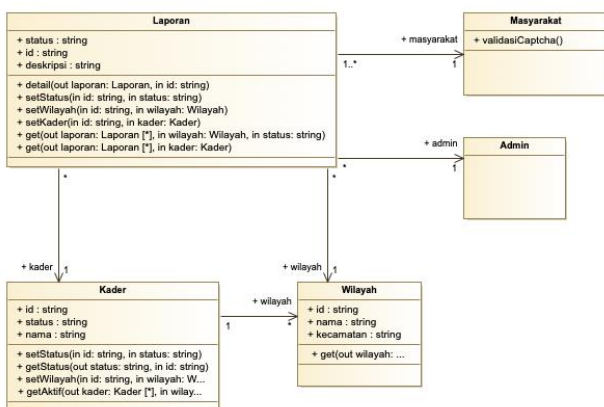 Laporan
+ status : string
+ id : string
+ deskripsi : string
+ detail(out laporan: Laporan, in id: string)
+ setStatus(in id: string, in status: string)
+ setWilayah(in id: string, in wilayah: Wilayah)
+ setKader(in id: string, in kader: Kader)
+ get(out laporan: Laporan [*], in wilayah: Wilayah, in status: string)
+ get(out laporan: Laporan [*], in kader: Kader)
+ masyarakat
1..*
1
Masyarakat
+ validasiCaptcha()
+ admin
*
1
Admin
*
+ kader
1
*
+ wilayah
1
Kader
+ id : string
+ status : string
+ nama : string
+ setStatus(in id: string, in status: string)
+ getStatus(out status: string, in id: string)
+ setWilayah(in id: string, in wilayah: W...
+ getAktif(out kader: Kader [*], in wilay...
+ wilayah
1
*
Wilayah
+ id : string
+ nama : string
+ kecamatan : string
+ get(out wilayah: ...